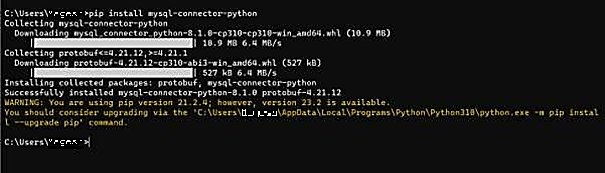 C:\Users\>pip install mysql-connector-python
Collecting mysql-connector-python
Downloading mysql_connector_python-8.1.0-cp310-cp310-win_amd64.whl (10.9 MB)
| 10.9 MB 6.4 MB/s
Collecting protobuf<=4.21.12,>=4.21.1
Downloading protobuf-4.21.12-cp310-abi3-win_amd64.whl (527 kB)
| 527 kB 6.4 MB/s
Installing collected packages: protobuf, mysql-connector-python
Successfully installed mysql-connector-python-8.1.0 protobuf-4.21.12
WARNING: You are using pip version 21.2.4; however, version 23.2 is available.
You should consider upgrading via the 'C:\Users\\AppData\Local\Programs\Python\Python310\python.exe -m pip instal
l --upgrade pip' command.
C:\Users\>